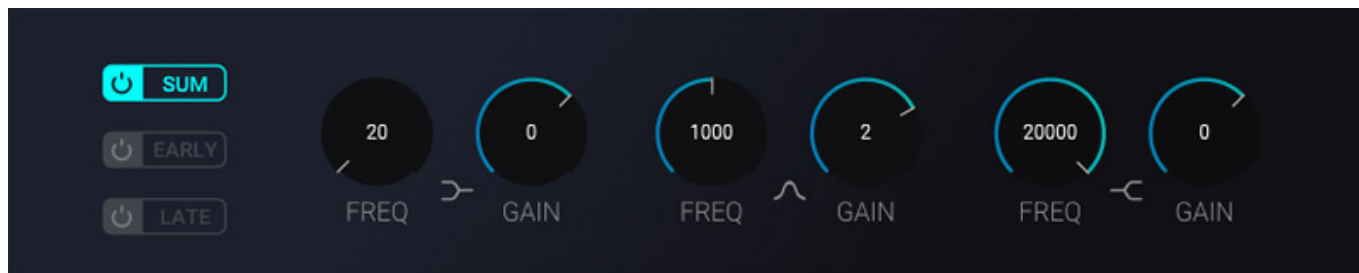 SUM
EARLY
LATE
20
0
1000
2
20000
0
FREQ
GAIN
FREQ
GAIN
FREQ
GAIN